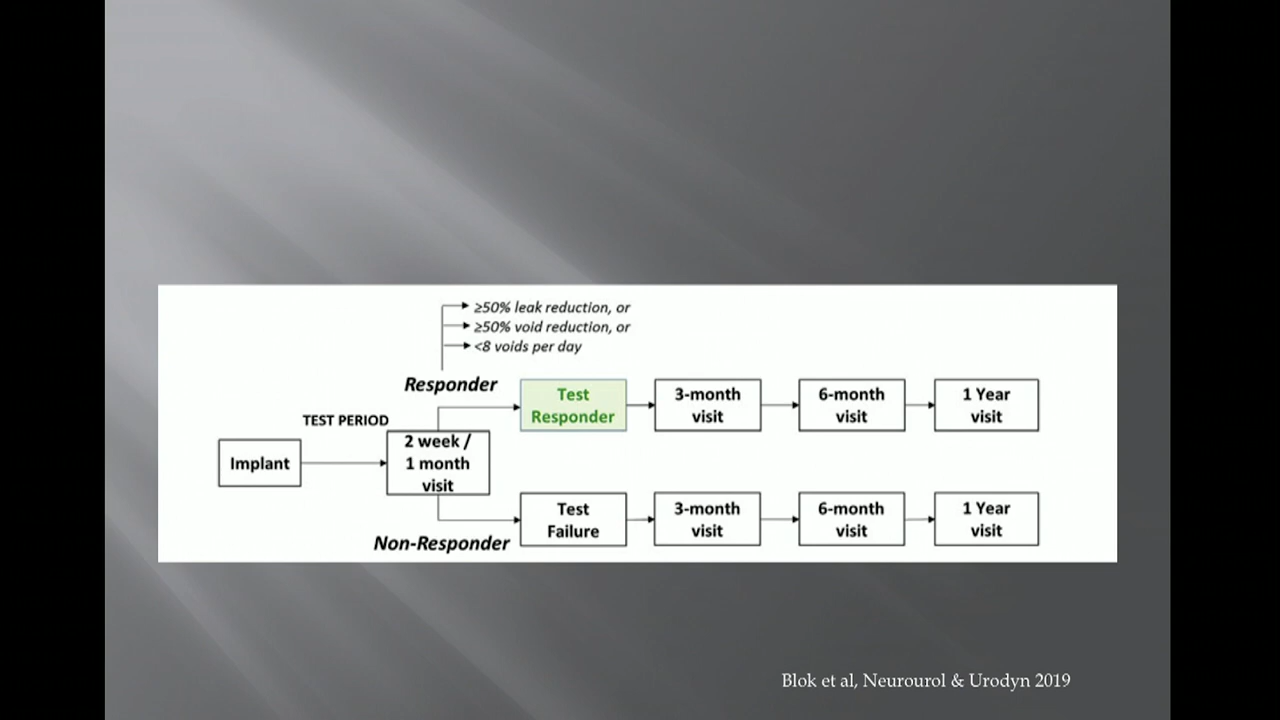 ≥50% leak reduction, or
≥50% void reduction, or
<8 voids per day
Responder
TEST PERIOD
Implant
2 week /
1 month
visit
Test
Responder
3-month
visit
6-month
visit
1 Year
visit
Non-Responder
Test
Failure
3-month
visit
6-month
visit
1 Year
visit
Blok et al, Neurourol & Urodyn 2019